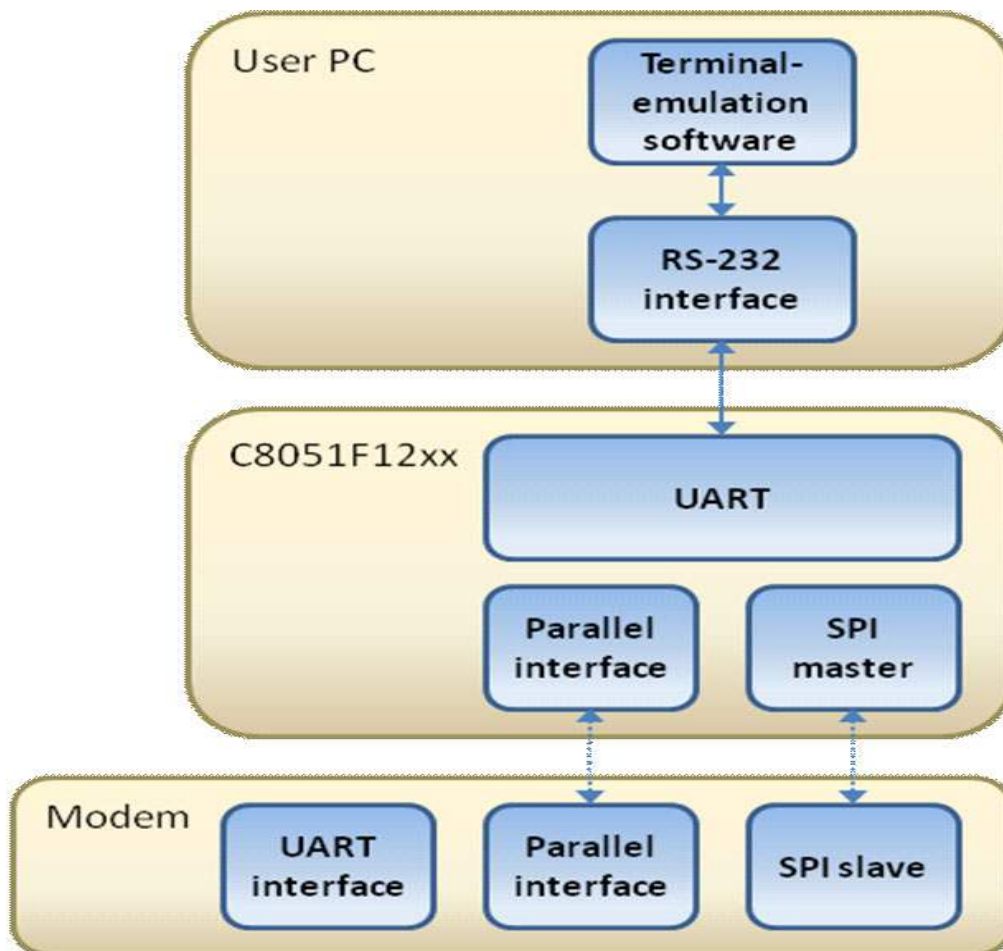 User PC
Terminal-
emulation
software
RS-232
interface
C8051F12xx
UART
Parallel
interface
SPI
master
Modem
UART
interface
Parallel
interface
SPI slave